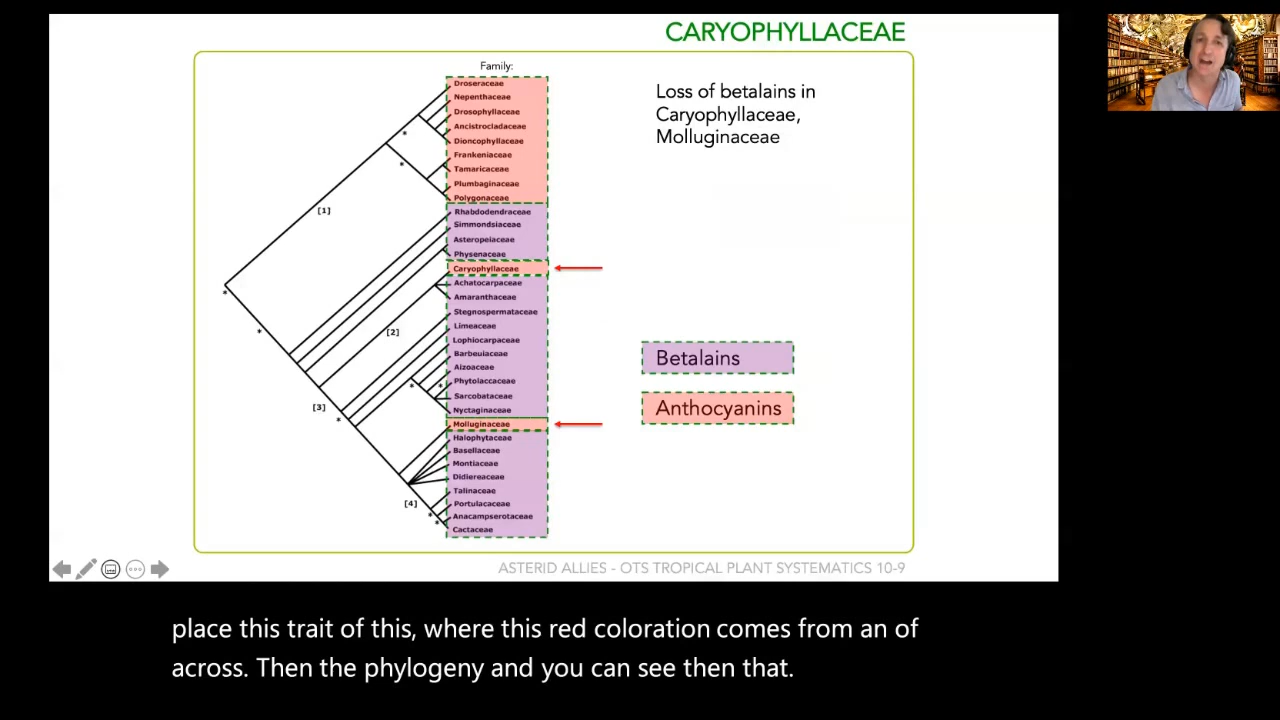 CARYOPHYLLACEAE
Family:
Droseraceae
Nepenthaceae
Drosophyllaceae
Ancistrocladaceae
Dioncophyllaceae
Frankeniaceae
Tamaricaceae
Plumbaginaceae
Polygonaceae
Rhabdodendraceae
Simmondsiaceae
Asteropeiaceae
Physenaceae
Caryophyllaceae
Achatocarpaceae
Amaranthaceae
Stegnospermataceae
Limeaceae
Lophiocarpaceae
Barbeuiaceae
Aizoaceae
Phytolaccaceae
Sarcobataceae
Nyctaginaceae
Molluginaceae
Halophytaceae
Basellaceae
Montiaceae
Didiereaceae
Talinaceae
Portulacaceae
Anacampserotaceae
Cactaceae
[1]
[2]
[3]
[4]
Loss of betalains in
Caryophyllaceae,
Molluginaceae
Betalains
Anthocyanins
ASTERID ALLIES - OTS TROPICAL PLANT SYSTEMATICS 10-9
place this trait of this, where this red coloration comes from an of
across. Then the phylogeny and you can see then that.